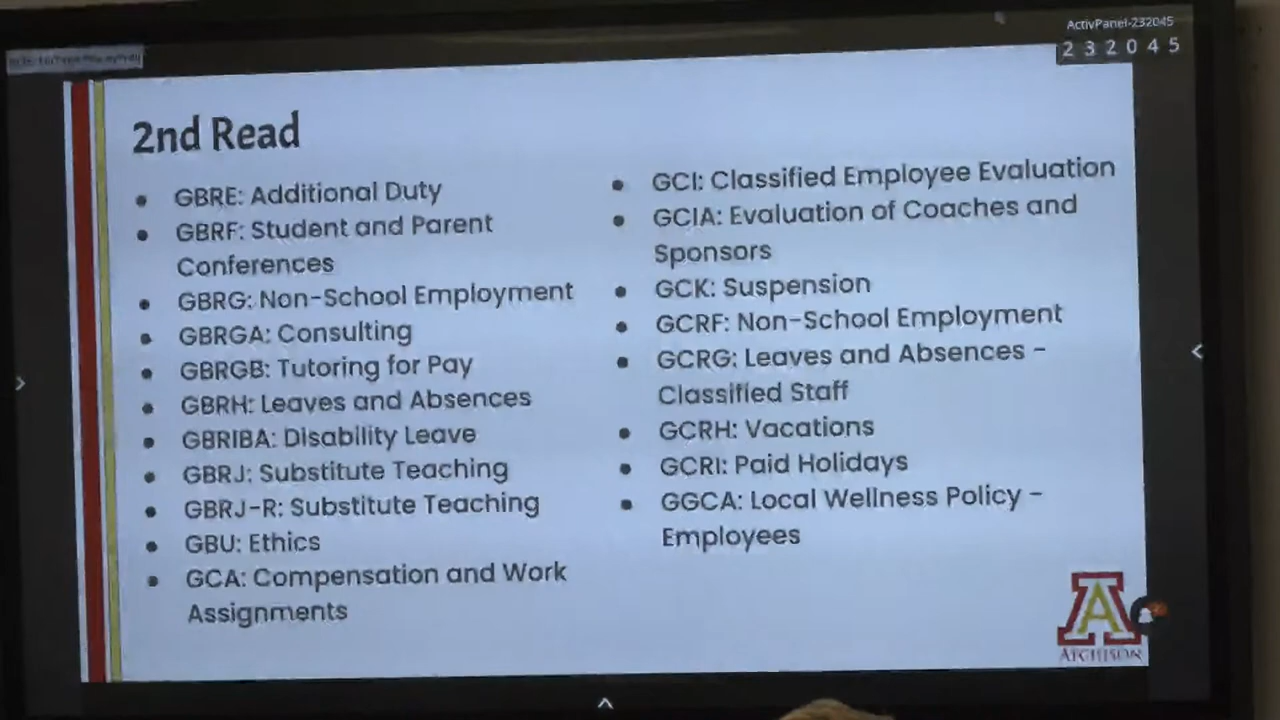 ActivPanel-232045
2 3 2 0 4 5
2nd Read
• GBRE: Additional Duty
• GBRF: Student and Parent
Conferences
• GBRG: Non-School Employment
• GBRGA: Consulting
• GBRGB: Tutoring for Pay
• GBRH: Leaves and Absences
• GBRIBA: Disability Leave
• GBRJ: Substitute Teaching
• GBRJ-R: Substitute Teaching
• GBU: Ethics
• GCA: Compensation and Work
Assignments
• GCI: Classified Employee Evaluation
• GCIA: Evaluation of Coaches and
Sponsors
• GCK: Suspension
• GCRF: Non-School Employment
• GCRG: Leaves and Absences -
Classified Staff
• GCRH: Vacations
• GCRI: Paid Holidays
• GGCA: Local Wellness Policy -
Employees
A
ATCHISON